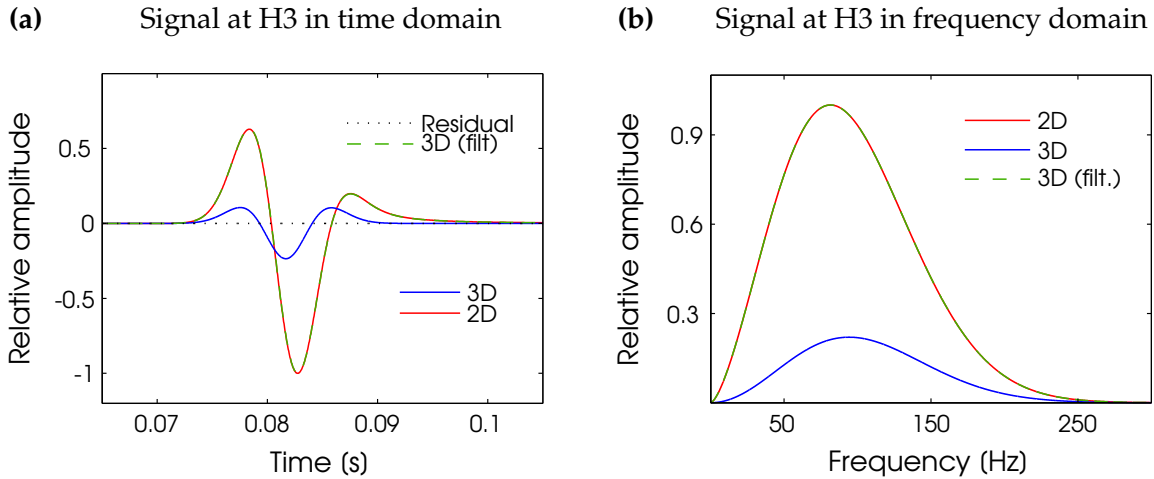 (a) Signal at H3 in time domain
Relative amplitude
0.5
0
-0.5
-1
Residual
3D (filt)
3D
2D
0.07 0.08 0.09 0.1
Time (s)
(b) Signal at H3 in frequency domain
Relative amplitude
0.9
0.6
0.3
2D
3D
3D (filt.)
50 150 250
Frequency (Hz)